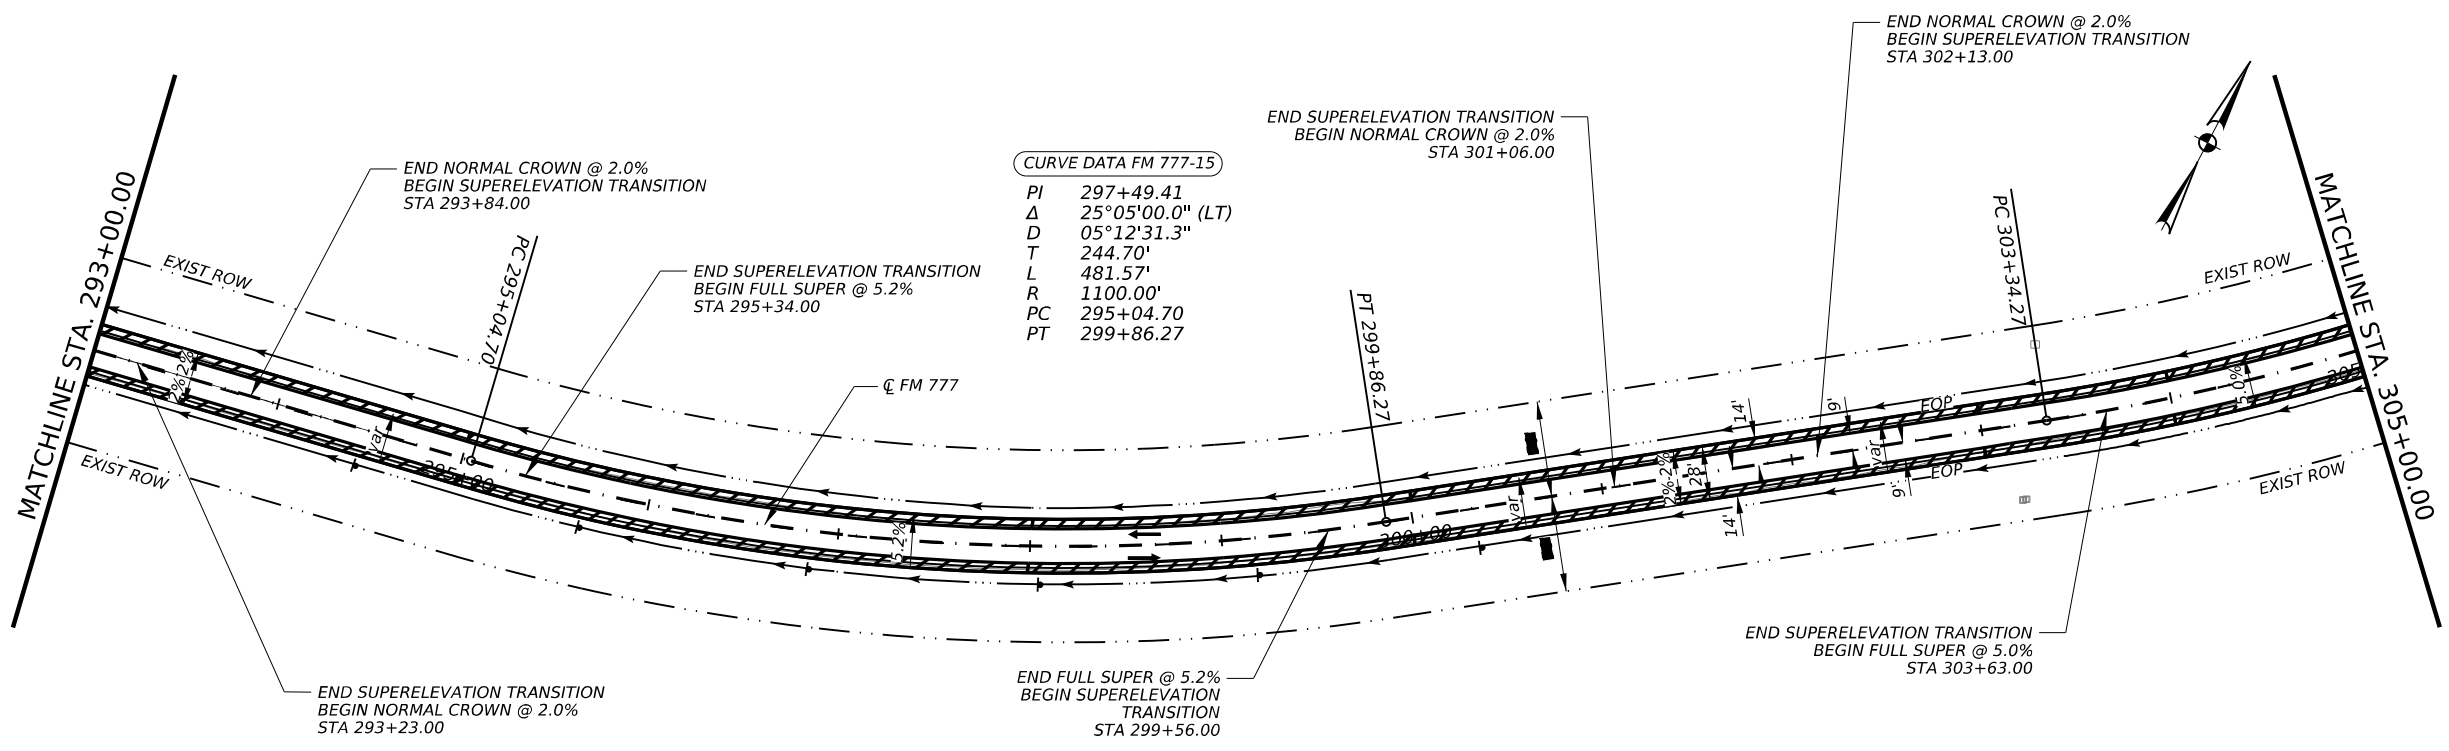 END NORMAL CROWN @ 2.0%
BEGIN SUPERELEVATION TRANSITION
STA 302+13.00
END SUPERELEVATION TRANSITION
BEGIN NORMAL CROWN @ 2.0%
STA 301+06.00
END NORMAL CROWN @ 2.0%
BEGIN SUPERELEVATION TRANSITION
STA 293+84.00
CURVE DATA FM 777-15
PI 297+49.41
Δ 25°05'00.0" (LT)
D 05°12'31.3"
T 244.70'
L 481.57'
R 1100.00'
PC 295+04.70
PT 299+86.27
MATCHLINE STA. 293+00.00
EXIST ROW
PC 295+04.70
END SUPERELEVATION TRANSITION
BEGIN FULL SUPER @ 5.2%
STA 295+34.00
PT 299+86.27
PC 303+34.27
EXIST ROW
MATCHLINE STA. 305+00.00
2%
2%
℄ FM 777
14'
9'
EOP
5.0%
305
var
295+00
EXIST ROW
5.2%
var
300+00
2%
2%
28'
14'
var
9'
EOP
EXIST ROW
END SUPERELEVATION TRANSITION
BEGIN NORMAL CROWN @ 2.0%
STA 293+23.00
END FULL SUPER @ 5.2%
BEGIN SUPERELEVATION
TRANSITION
STA 299+56.00
END SUPERELEVATION TRANSITION
BEGIN FULL SUPER @ 5.0%
STA 303+63.00